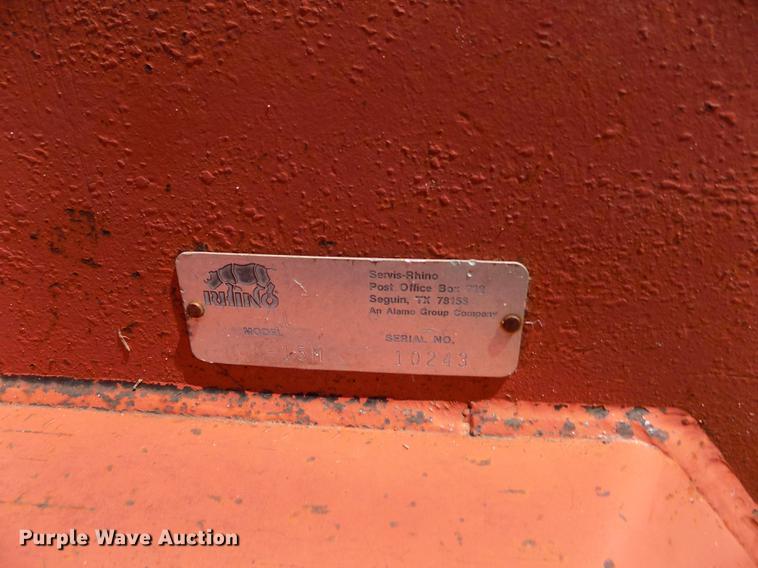 RHINO
Servis-Rhino
Post Office Box
Seguin, TX 78155
An Alamo Group Company
MODEL
SERIAL NO.
10243
Purple Wave Auction